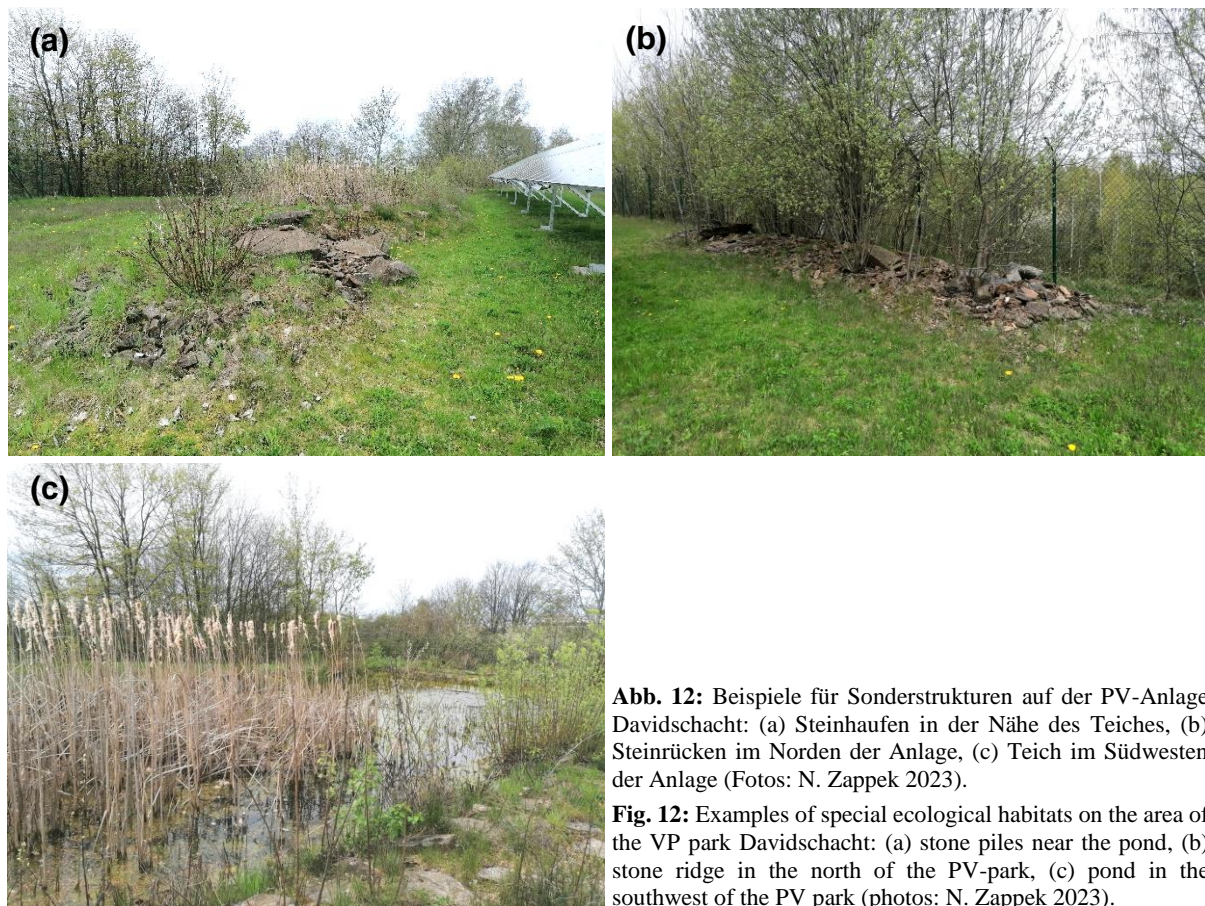 (a)
(b)
(c)
Abb. 12: Beispiele für Sonderstrukturen auf der PV-Anlage
Davidschacht: (a) Steinhaufen in der Nähe des Teiches, (b)
Steinrücken im Norden der Anlage, (c) Teich im Südwesten
der Anlage (Fotos: N. Zappek 2023).
Fig. 12: Examples of special ecological habitats on the area of
the VP park Davidschacht: (a) stone piles near the pond, (b)
stone ridge in the north of the PV-park, (c) pond in the
southwest of the PV park (photos: N. Zappek 2023).